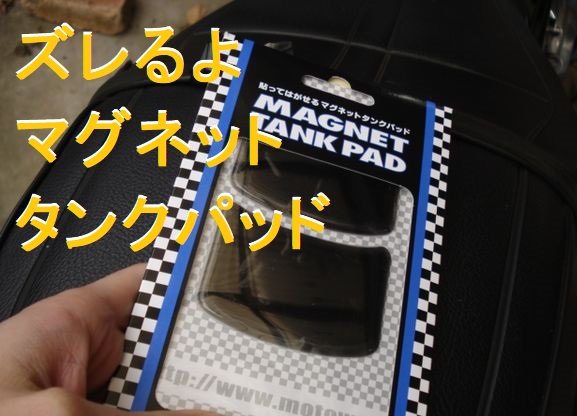 ズレるよ
マグネット
タンクパッド
貼ってはがせるマグネットタンクパッド
MAGNET
TANK PAD